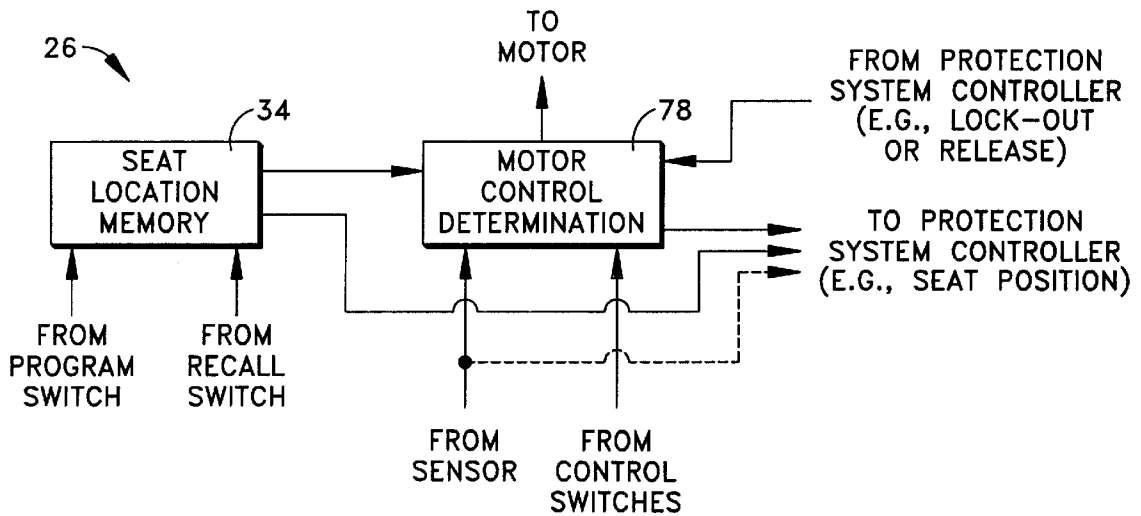 26
TO
MOTOR
34
SEAT
LOCATION
MEMORY
78
MOTOR
CONTROL
DETERMINATION
FROM PROTECTION
SYSTEM CONTROLLER
(E.G., LOCK-OUT
OR RELEASE)
TO PROTECTION
SYSTEM CONTROLLER
(E.G., SEAT POSITION)
FROM
PROGRAM
SWITCH
FROM
RECALL
SWITCH
FROM
SENSOR
FROM
CONTROL
SWITCHES